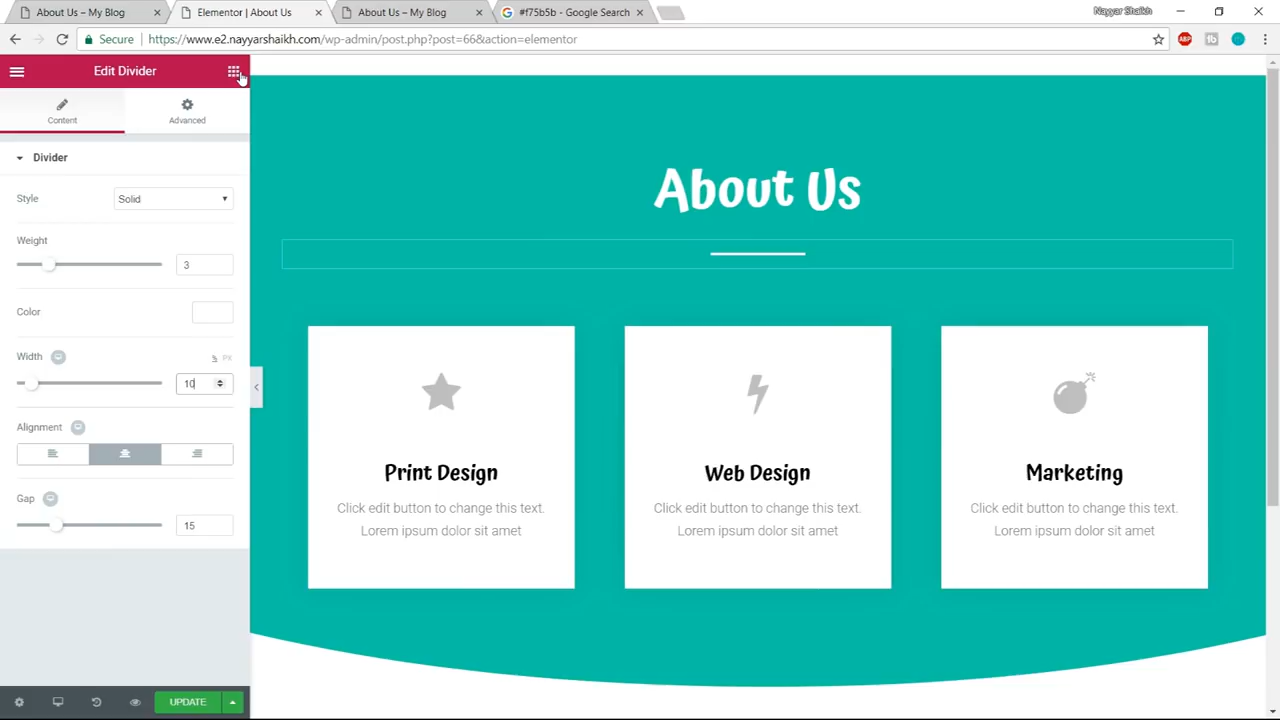 About Us – My Blog
Elementor | About Us
About Us – My Blog
#f75b5b - Google Search
Nayyar Shaikh
Secure
https://www.e2.nayyarshaikh.com/wp-admin/post.php?post=66&action=elementor
ABP
Edit Divider
Content
Advanced
Divider
Style
Solid
Weight
3
Color
Width
% PX
10
Alignment
Gap
15
UPDATE
About Us
Print Design
Click edit button to change this text.
Lorem ipsum dolor sit amet
Web Design
Click edit button to change this text.
Lorem ipsum dolor sit amet
Marketing
Click edit button to change this text.
Lorem ipsum dolor sit amet